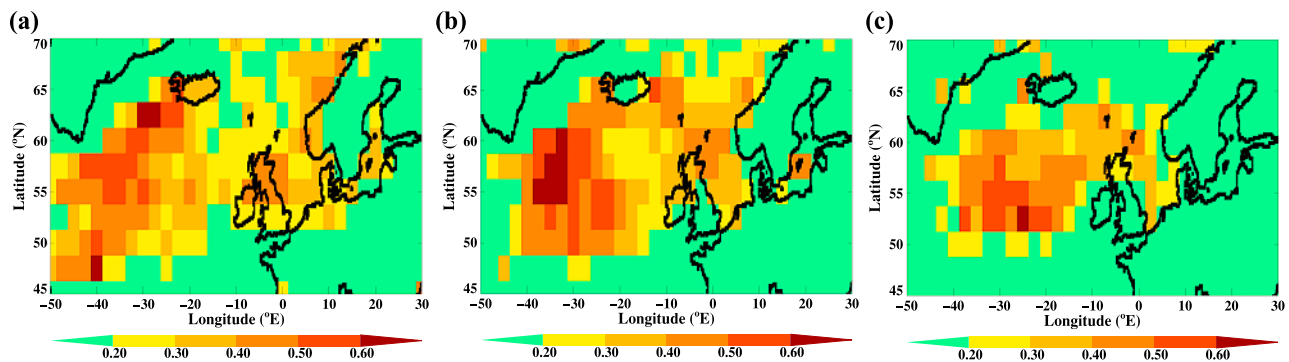 (a) (b) (c)
70 70 70
65 65 65
60 60 60
55 55 55
50 50 50
45 45 45
Latitude (°N) Latitude (°N) Latitude (°N)
−50 −40 −30 −20 −10 0 10 20 30 −50 −40 −30 −20 −10 0 10 20 30 −50 −40 −30 −20 −10 0 10 20 30
Longitude (°E) Longitude (°E) Longitude (°E)
0.20 0.30 0.40 0.50 0.60 0.20 0.30 0.40 0.50 0.60 0.20 0.30 0.40 0.50 0.60